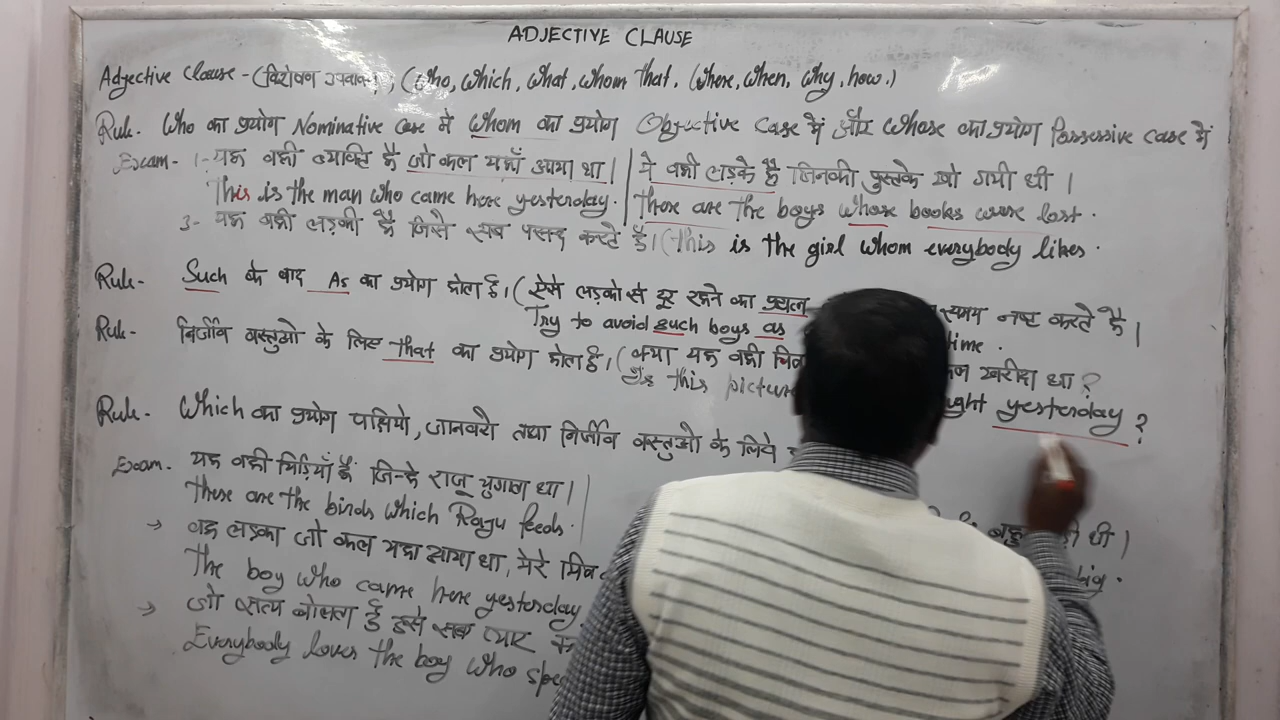 ADJECTIVE CLAUSE
Adjective Clause - (विशेषण उपवाक्य), (Who, which, what, whom that, (where, when, why, how.)
Rule. Who का प्रयोग Nominative case में whom का प्रयोग Objective case में और whose का प्रयोग Possessive case में
Exam- 1- यह वही व्यक्ति है जो कल यहाँ आया था । | ये वही लड़के है जिनकी पुस्तके खो गयी थी ।
This is the man who came here yesterday. | These are the boys whose books were lost.
3- यह वही लड़की है जिसे सब पसंद करते है। (this is the girl whom everybody likes.
Rule- Such के बाद As का प्रयोग होता है। (ऐसे लड़को से दूर रहने का प्रयत्न समय नष्ट करते है।
Try to avoid such boys as time.
Rule- निर्जीव वस्तुओ के लिए that का प्रयोग होता है। (क्या यह वही खरीदा था ?
Is this picture yesterday ?
Rule- Which का प्रयोग पक्षियो, जानवरो तथा निर्जीव वस्तुओ के लिये
Exam. यह वही चिड़ियाँ है जिन्हे राजू चुगाता था।
These are the birds which Raju feeds.
→ वह लड़का जो कल यहा आया था, मेरे थी।
The boy who came here yesterday big.
→ जो सत्य बोलता है उसे सब प्यार
Everybody loves the boy who